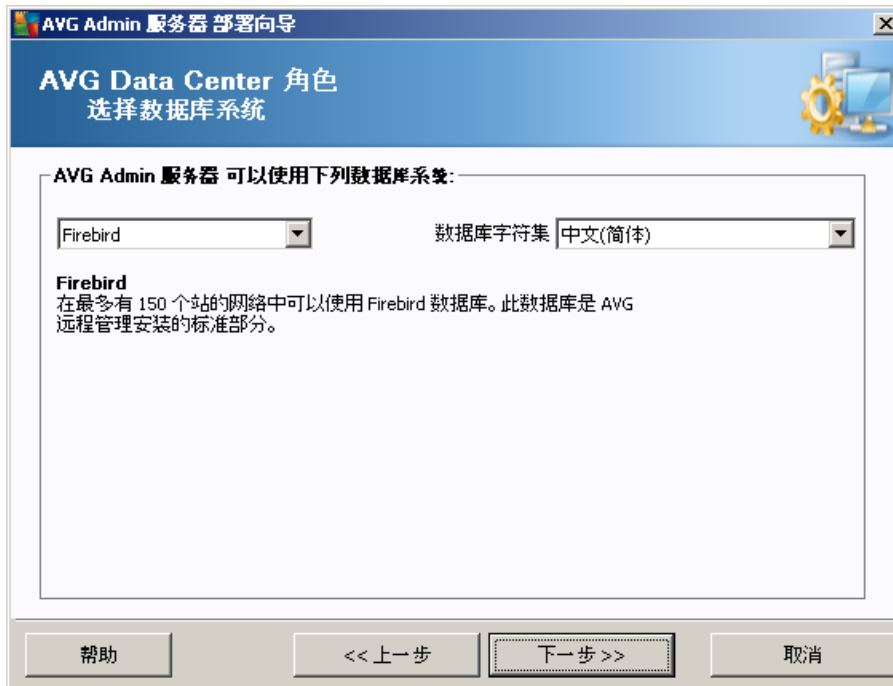 AVG Admin 服务器 部署向导
AVG Data Center 角色
选择数据库系统
AVG Admin 服务器 可以使用下列数据库系统:
Firebird
数据库字符集 中文(简体)
Firebird
在最多有 150 个站的网络中可以使用 Firebird 数据库。此数据库是 AVG
远程管理安装的标准部分。
帮助
<< 上一步
下一步 >>
取消